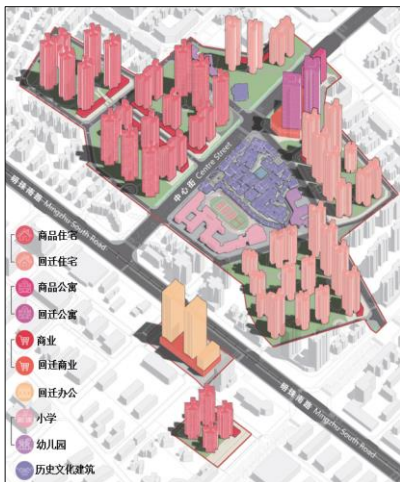 中心街 Centre Street
明珠南路 Mingzhu South Road
商品住宅
回迁住宅
商品公寓
回迁公寓
商业
回迁商业
回迁办公
小学
幼儿园
历史文化建筑
明珠南路 Mingzhu South Road